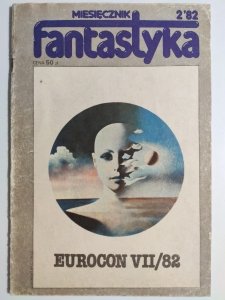 MIESIĘCZNIK
2'82
fantastyka
CENA 50 zł
EUROCON VII/82